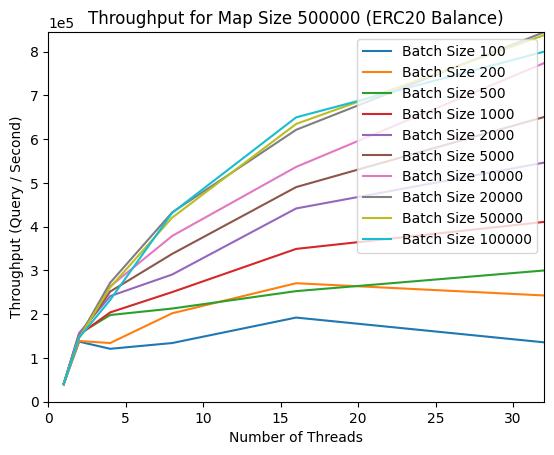 Throughput for Map Size 500000 (ERC20 Balance)
1e5
8
7
6
5
4
3
2
1
0
Throughput (Query / Second)
Batch Size 100
Batch Size 200
Batch Size 500
Batch Size 1000
Batch Size 2000
Batch Size 5000
Batch Size 10000
Batch Size 20000
Batch Size 50000
Batch Size 100000
0 5 10 15 20 25 30
Number of Threads